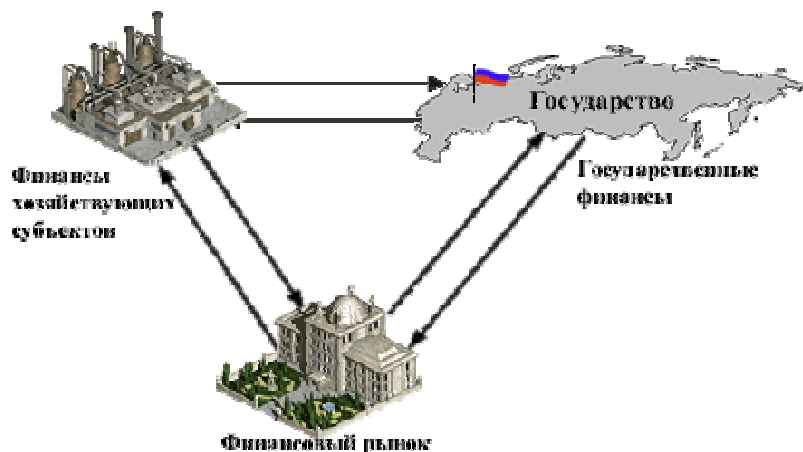 Государство
Финансы
хозяйствующих
субъектов
Государственные
финансы
Финансовый рынок